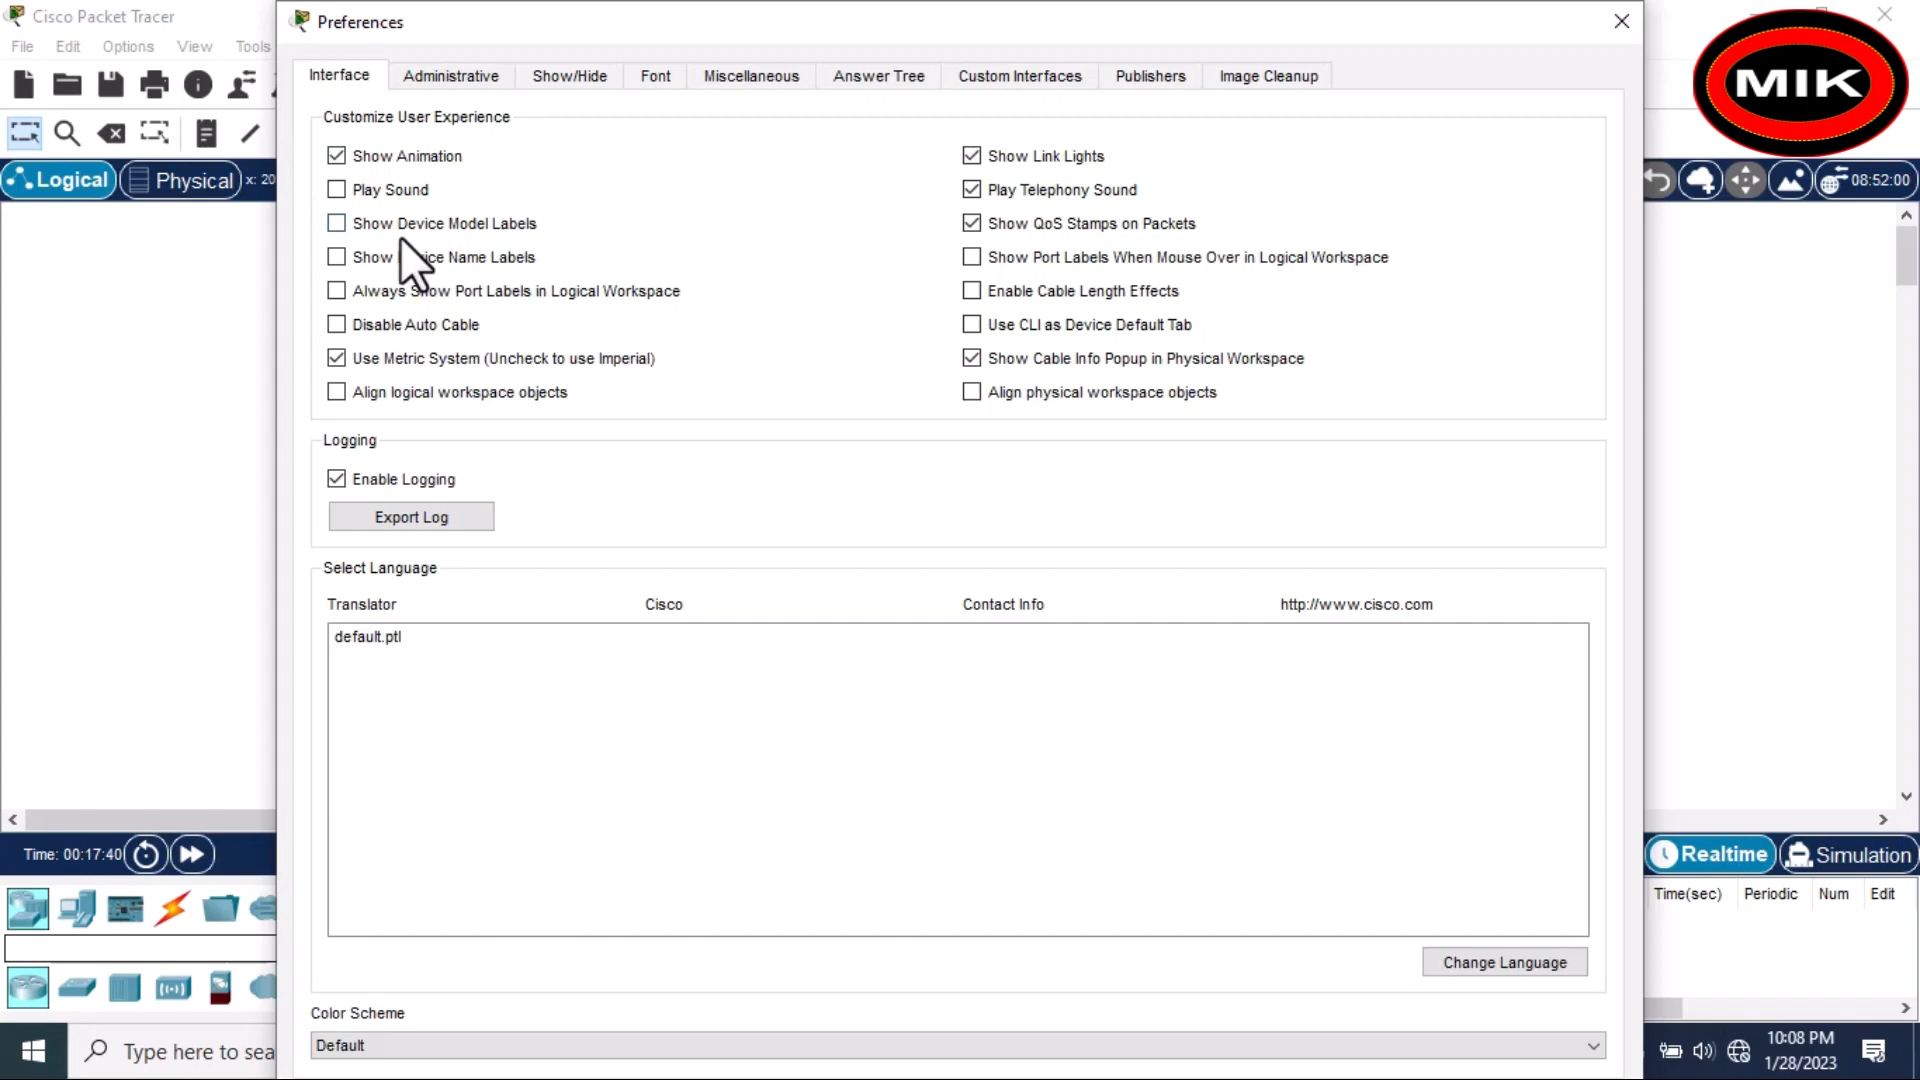 Cisco Packet Tracer
Preferences
File Edit Options View Tools
MIK
Interface Administrative Show/Hide Font Miscellaneous Answer Tree Custom Interfaces Publishers Image Cleanup
Customize User Experience
Show Animation
Show Link Lights
Play Sound
Play Telephony Sound
Logical
Physical
x: 20
08:52:00
Show Device Model Labels
Show QoS Stamps on Packets
Show Name Labels
Show Port Labels When Mouse Over in Logical Workspace
Always Show Port Labels in Logical Workspace
Enable Cable Length Effects
Disable Auto Cable
Use CLI as Device Default Tab
Use Metric System (Uncheck to use Imperial)
Show Cable Info Popup in Physical Workspace
Align logical workspace objects
Align physical workspace objects
Logging
Enable Logging
Export Log
Select Language
Translator Cisco Contact Info http://www.cisco.com
default.ptl
Time: 00:17:40
Realtime
Simulation
Time(sec) Periodic Num Edit
Change Language
Color Scheme
Default
Type here to sea
10:08 PM
1/28/2023